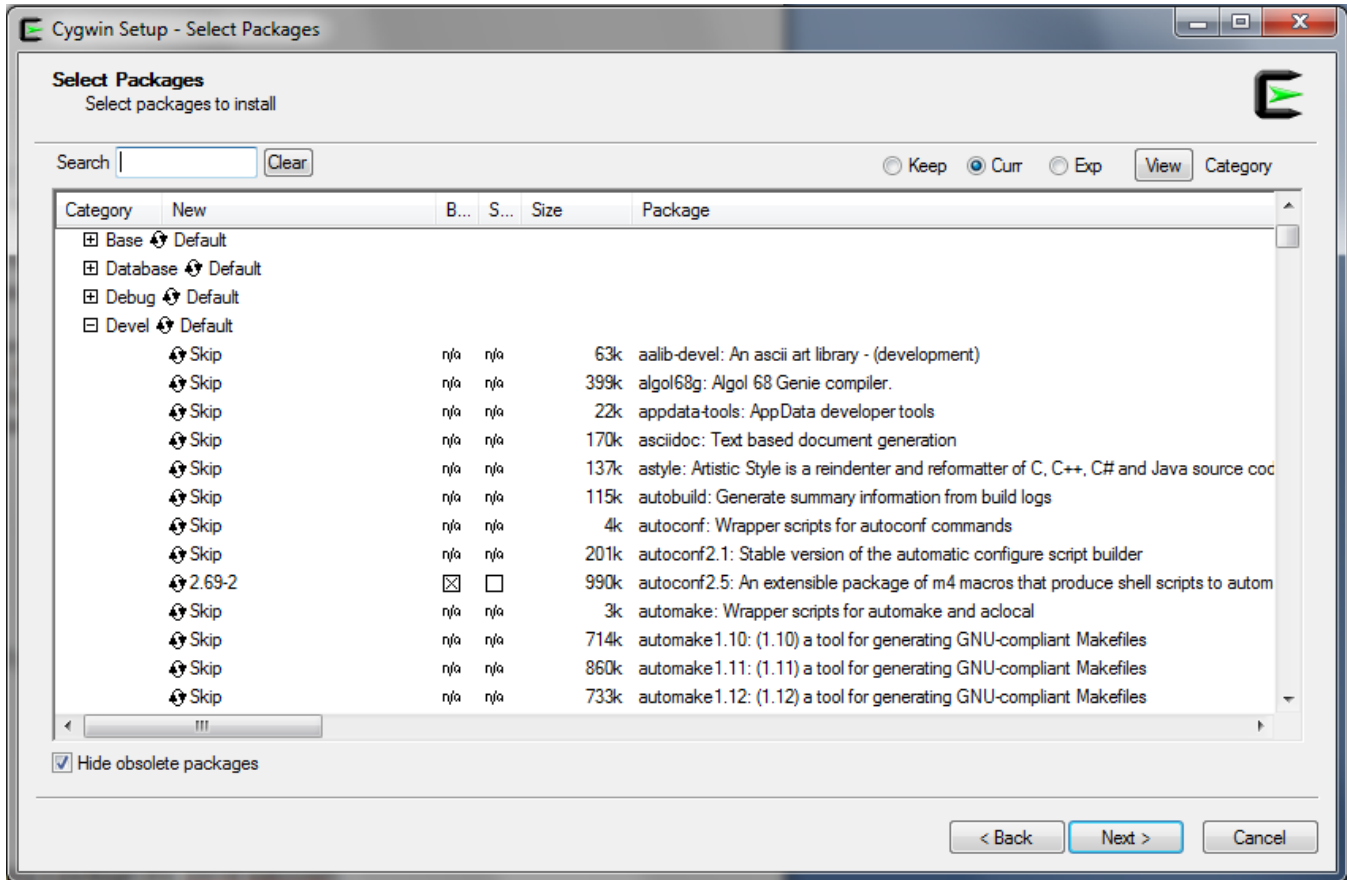 Cygwin Setup - Select Packages
Select Packages
Select packages to install
Search Clear Keep Curr Exp View Category
Category New B... S... Size Package
Base Default
Database Default
Debug Default
Devel Default
Skip n/a n/a 63k aalib-devel: An ascii art library - (development)
Skip n/a n/a 399k algol68g: Algol 68 Genie compiler.
Skip n/a n/a 22k appdata-tools: AppData developer tools
Skip n/a n/a 170k asciidoc: Text based document generation
Skip n/a n/a 137k astyle: Artistic Style is a reindenter and reformatter of C, C++, C# and Java source cod
Skip n/a n/a 115k autobuild: Generate summary information from build logs
Skip n/a n/a 4k autoconf: Wrapper scripts for autoconf commands
Skip n/a n/a 201k autoconf2.1: Stable version of the automatic configure script builder
2.69-2 990k autoconf2.5: An extensible package of m4 macros that produce shell scripts to autom
Skip n/a n/a 3k automake: Wrapper scripts for automake and aclocal
Skip n/a n/a 714k automake1.10: (1.10) a tool for generating GNU-compliant Makefiles
Skip n/a n/a 860k automake1.11: (1.11) a tool for generating GNU-compliant Makefiles
Skip n/a n/a 733k automake1.12: (1.12) a tool for generating GNU-compliant Makefiles
Hide obsolete packages
< Back Next > Cancel